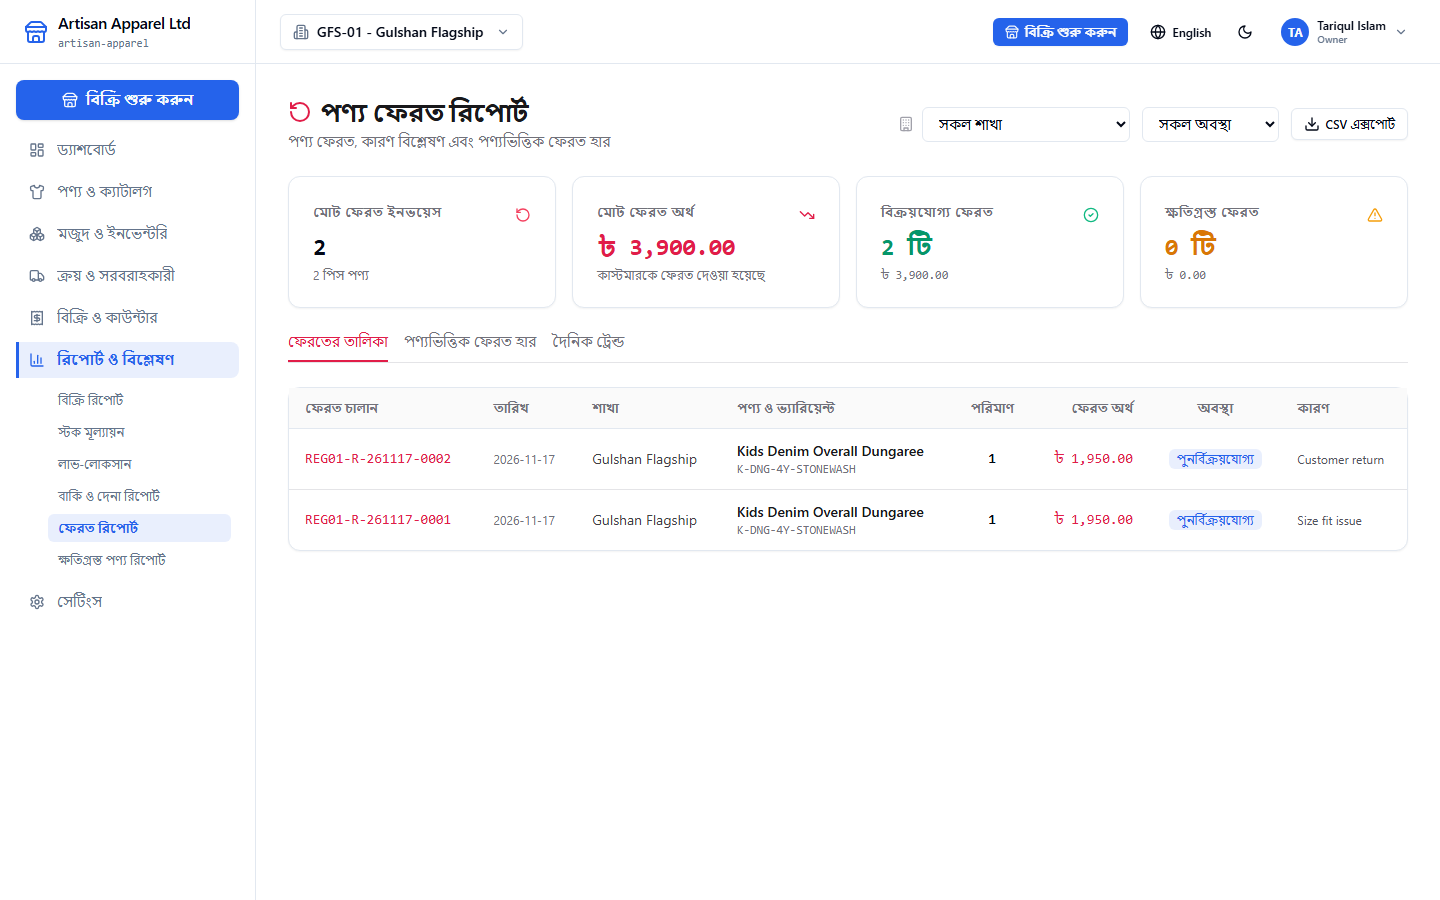 Artisan Apparel Ltd
artisan-apparel
GFS-01 - Gulshan Flagship
বিক্রি শুরু করুন
English
TA
Tariqul Islam
Owner
বিক্রি শুরু করুন
ড্যাশবোর্ড
পণ্য ও ক্যাটালগ
মজুদ ও ইনভেন্টরি
ক্রয় ও সরবরাহকারী
বিক্রি ও কাউন্টার
রিপোর্ট ও বিশ্লেষণ
বিক্রি রিপোর্ট
স্টক মূল্যায়ন
লাভ-লোকসান
বাকি ও দেনা রিপোর্ট
ফেরত রিপোর্ট
ক্ষতিগ্রস্ত পণ্য রিপোর্ট
সেটিংস
পণ্য ফেরত রিপোর্ট
পণ্য ফেরত, কারণ বিশ্লেষণ এবং পণ্যভিত্তিক ফেরত হার
সকল শাখা
সকল অবস্থা
CSV এক্সপোর্ট
মোট ফেরত ইনভয়েস
2
2 পিস পণ্য
মোট ফেরত অর্থ
৳ 3,900.00
কাস্টমারকে ফেরত দেওয়া হয়েছে
বিক্রয়যোগ্য ফেরত
2 টি
৳ 3,900.00
ক্ষতিগ্রস্ত ফেরত
0 টি
৳ 0.00
ফেরতের তালিকা পণ্যভিত্তিক ফেরত হার দৈনিক ট্রেন্ড
ফেরত চালান তারিখ শাখা পণ্য ও ভ্যারিয়েন্ট পরিমাণ ফেরত অর্থ অবস্থা কারণ
REG01-R-261117-0002 2026-11-17 Gulshan Flagship Kids Denim Overall Dungaree 1 ৳ 1,950.00 পুনর্বিক্রয়যোগ্য Customer return
K-DNG-4Y-STONEWASH
REG01-R-261117-0001 2026-11-17 Gulshan Flagship Kids Denim Overall Dungaree 1 ৳ 1,950.00 পুনর্বিক্রয়যোগ্য Size fit issue
K-DNG-4Y-STONEWASH